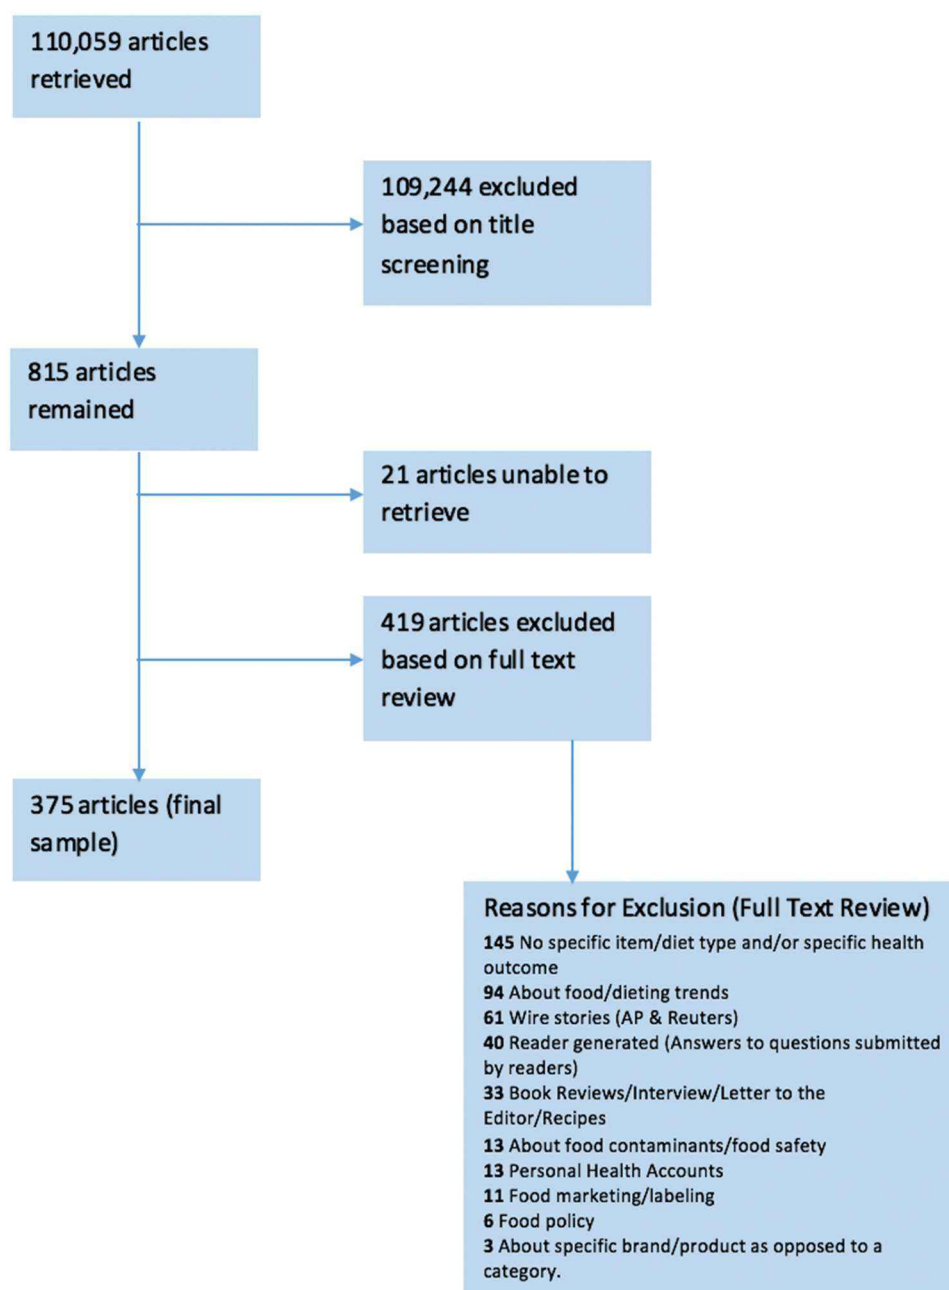 110,059 articles
retrieved
109,244 excluded
based on title
screening
815 articles
remained
21 articles unable to
retrieve
419 articles excluded
based on full text
review
375 articles (final
sample)
Reasons for Exclusion (Full Text Review)
145 No specific item/diet type and/or specific health
outcome
94 About food/dieting trends
61 Wire stories (AP & Reuters)
40 Reader generated (Answers to questions submitted
by readers)
33 Book Reviews/Interview/Letter to the
Editor/Recipes
13 About food contaminants/food safety
13 Personal Health Accounts
11 Food marketing/labeling
6 Food policy
3 About specific brand/product as opposed to a
category.